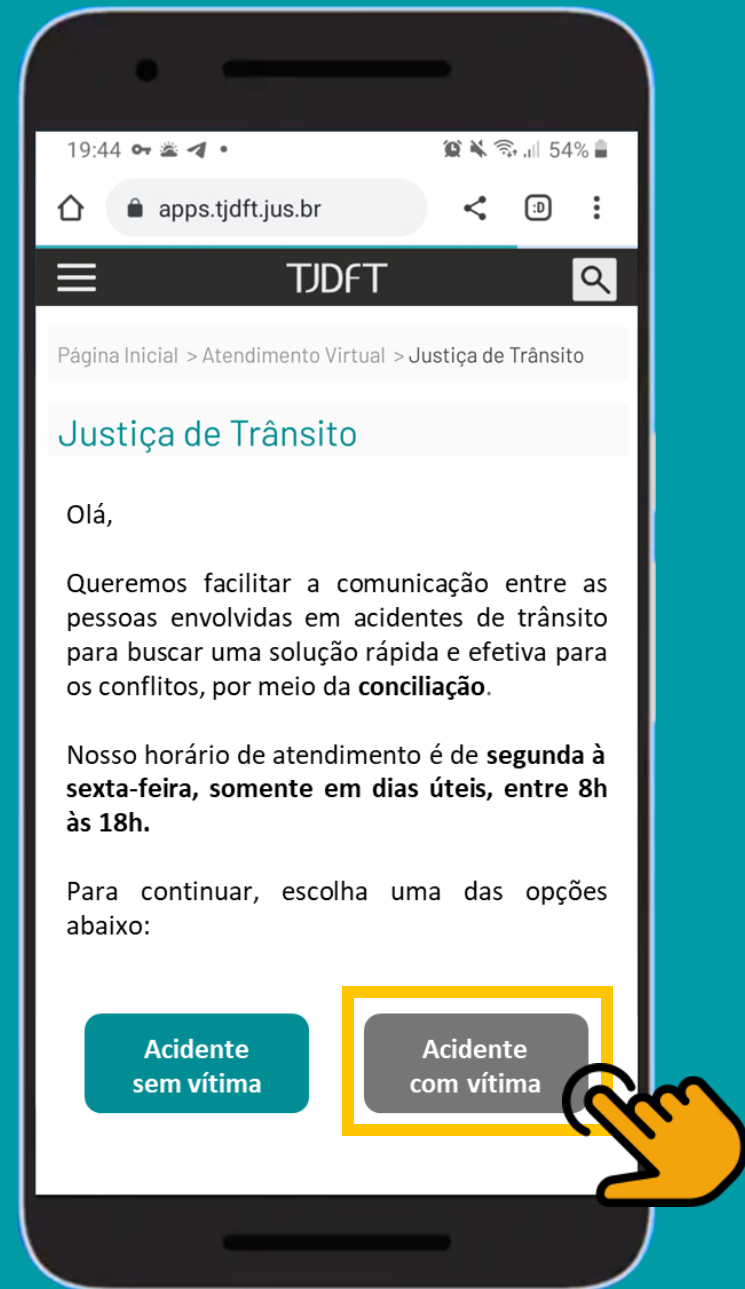 19:44
54%
apps.tjdft.jus.br
:D
TJDFT
Página Inicial > Atendimento Virtual > Justiça de Trânsito
Justiça de Trânsito
Olá,
Queremos facilitar a comunicação entre as
pessoas envolvidas em acidentes de trânsito
para buscar uma solução rápida e efetiva para
os conflitos, por meio da conciliação.
Nosso horário de atendimento é de segunda à
sexta-feira, somente em dias úteis, entre 8h
às 18h.
Para continuar, escolha uma das opções
abaixo:
Acidente
sem vítima
Acidente
com vítima